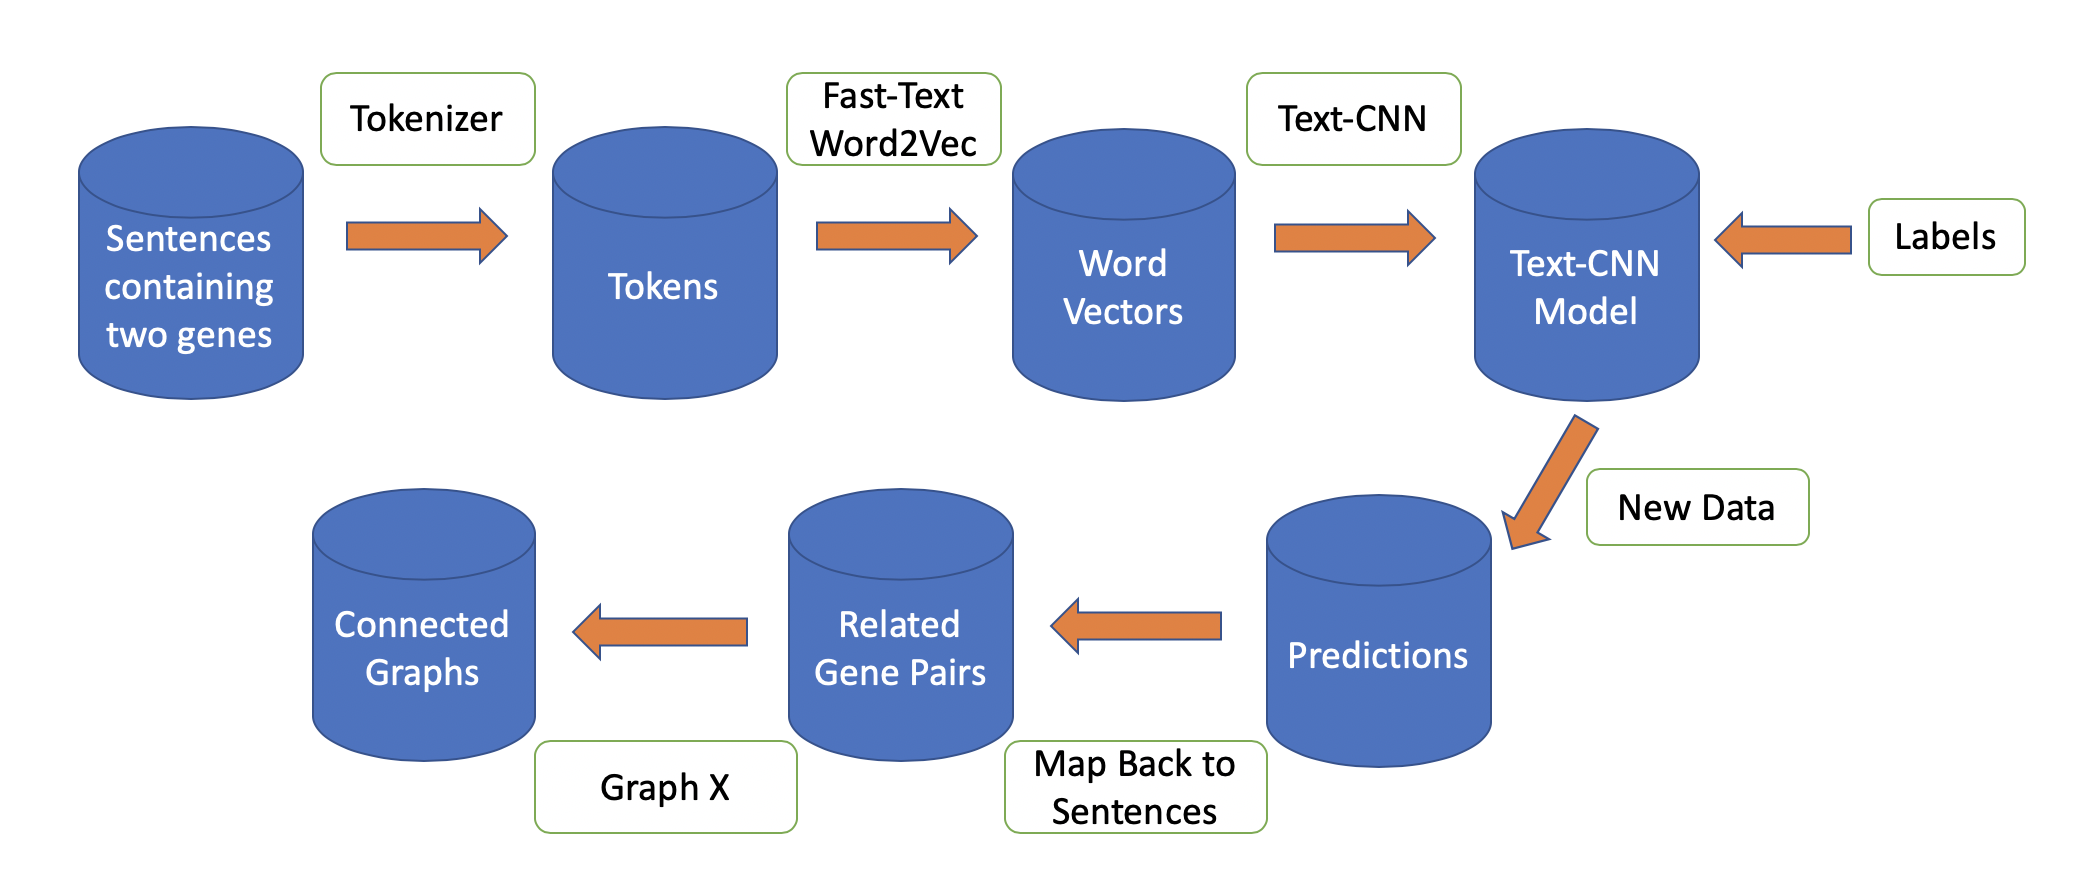 Tokenizer
Fast-Text
Word2Vec
Text-CNN
Sentences
containing
two genes
Tokens
Word
Vectors
Text-CNN
Model
Labels
New Data
Connected
Graphs
Related
Gene Pairs
Predictions
Graph X
Map Back to
Sentences